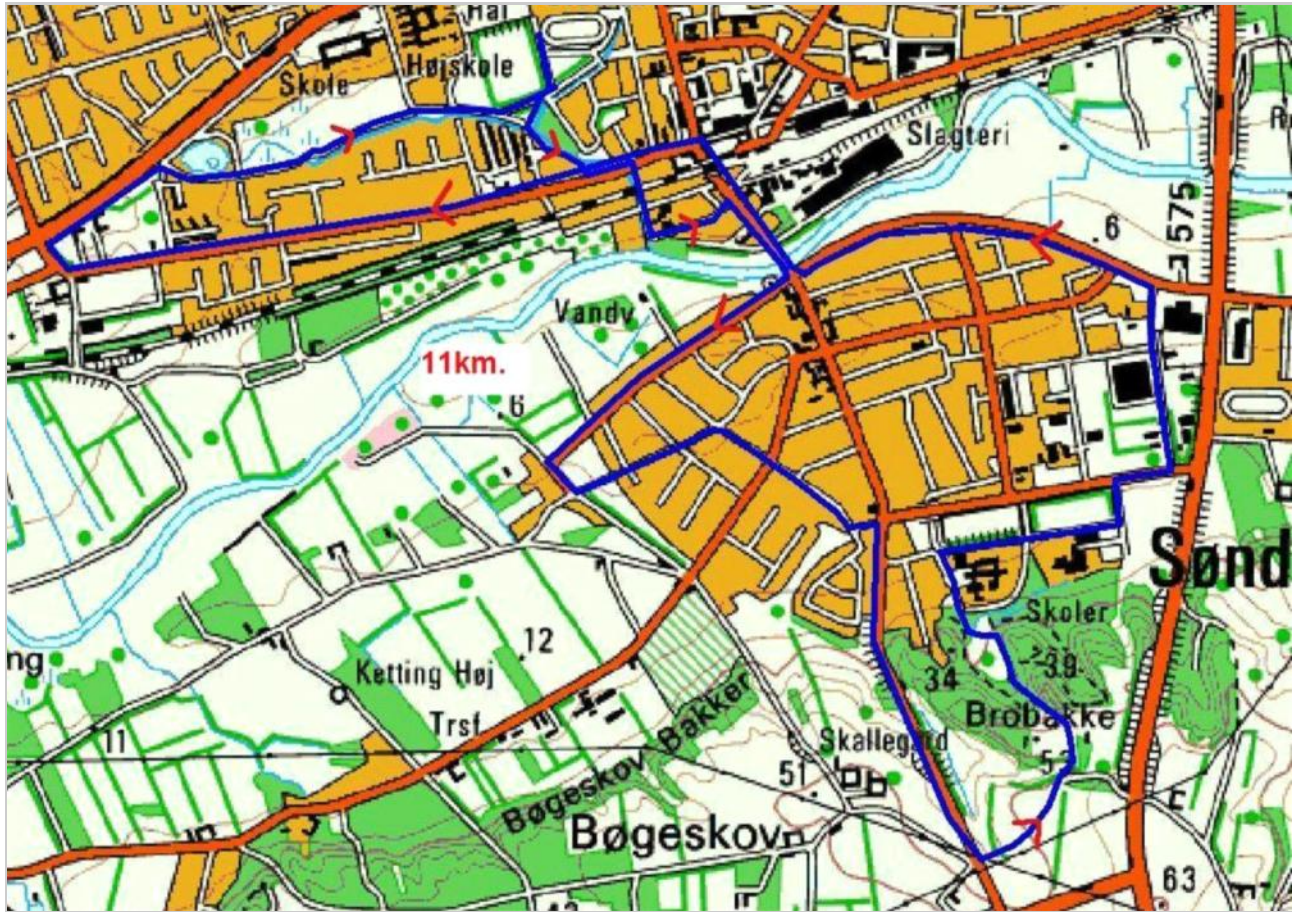 Hal
Højskole
Skole
Slagteri
575
6
Vandv
11km.
6
Sønd
Skoler
12
34
39
Ketting Høj
Brobakke
ng
Trsf
Skallegård
11
Bakker
51
Bøgeskov
Bøgeskov
63